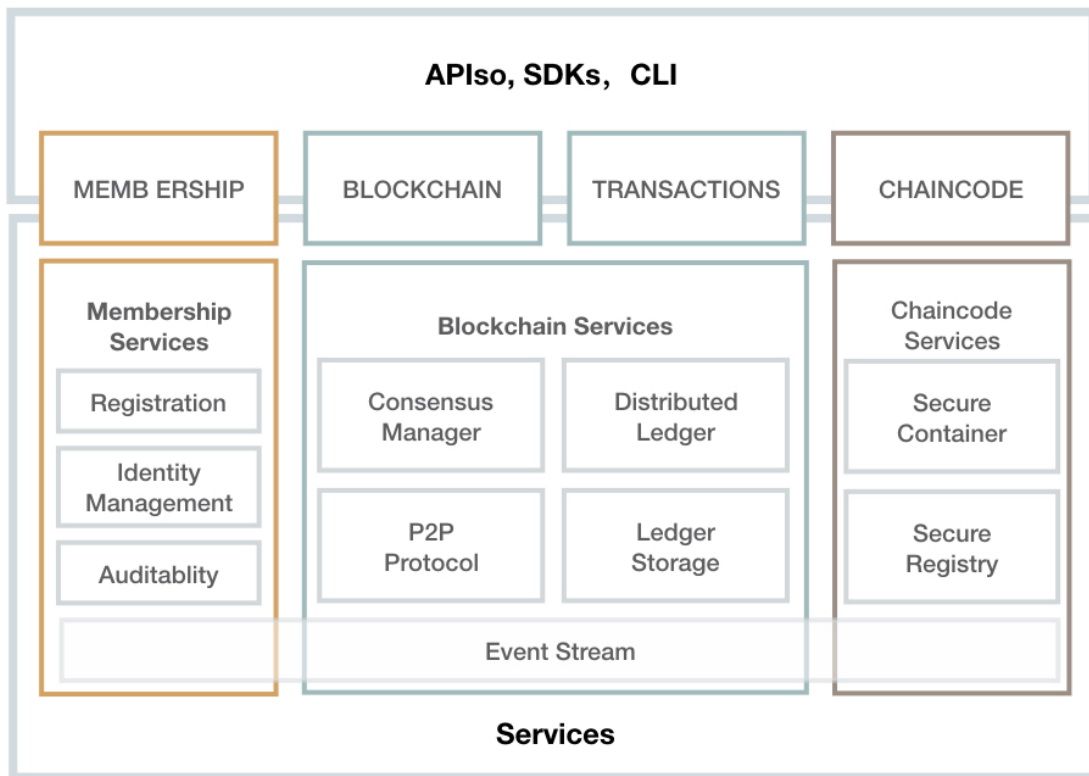 APIso, SDKs, CLI
MEMB ERSHIP
BLOCKCHAIN
TRANSACTIONS
CHAINCODE
Membership
Services
Registration
Identity
Management
Auditablity
Blockchain Services
Consensus
Manager
Distributed
Ledger
P2P
Protocol
Ledger
Storage
Chaincode
Services
Secure
Container
Secure
Registry
Event Stream
Services